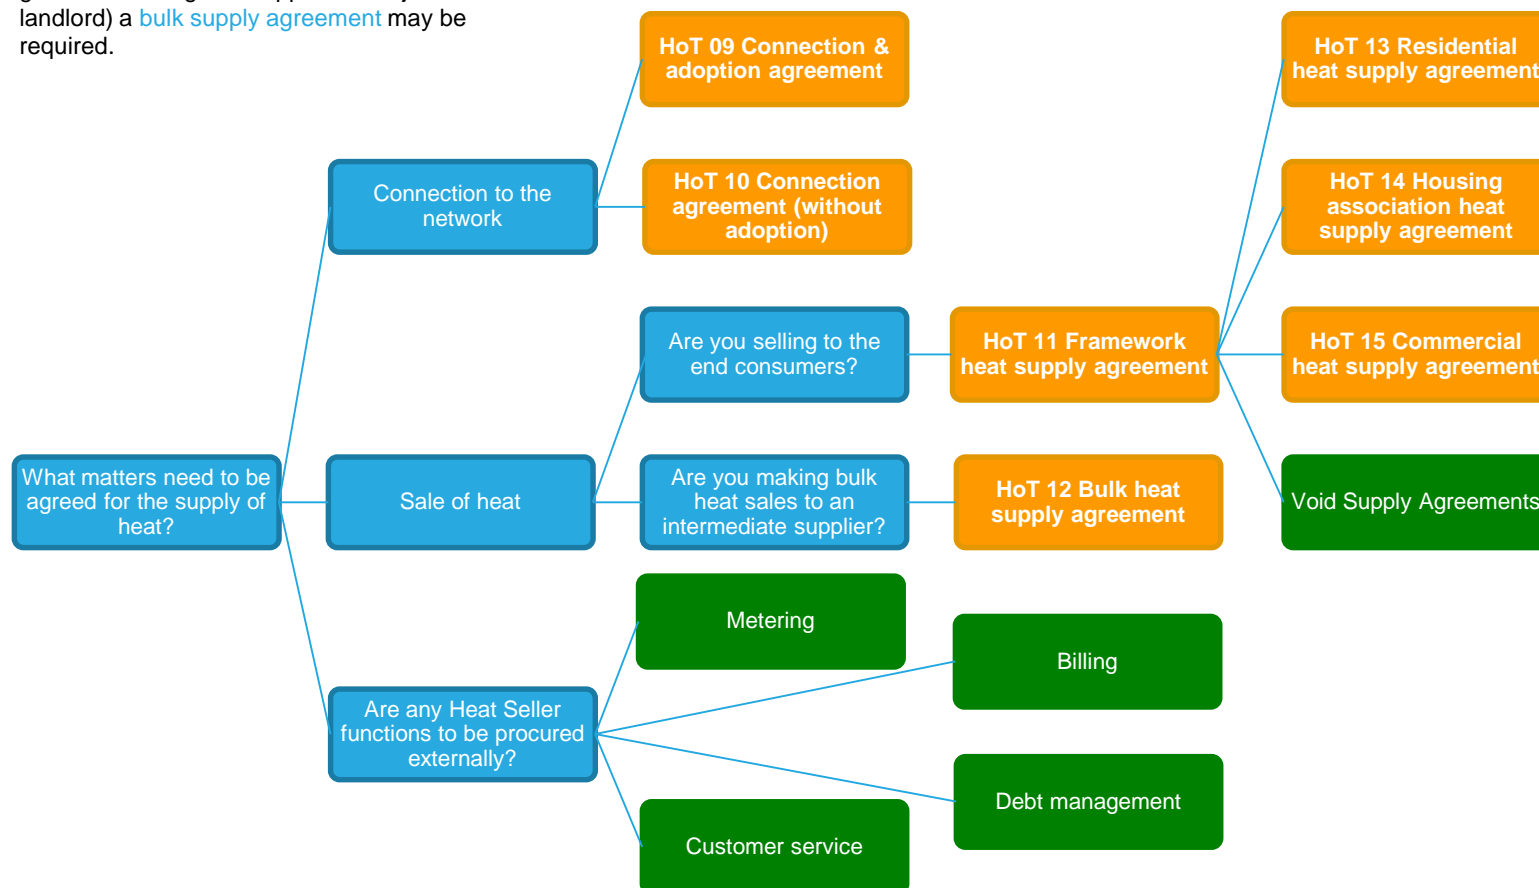 landlord) a bulk supply agreement may be
required.
HoT 09 Connection &
adoption agreement
HoT 13 Residential
heat supply agreement
Connection to the
network
HoT 10 Connection
agreement (without
adoption)
HoT 14 Housing
association heat
supply agreement
Are you selling to the
end consumers?
HoT 11 Framework
heat supply agreement
HoT 15 Commercial
heat supply agreement
What matters need to be
agreed for the supply of
heat?
Sale of heat
Are you making bulk
heat sales to an
intermediate supplier?
HoT 12 Bulk heat
supply agreement
Void Supply Agreements
Metering
Billing
Are any Heat Seller
functions to be procured
externally?
Debt management
Customer service